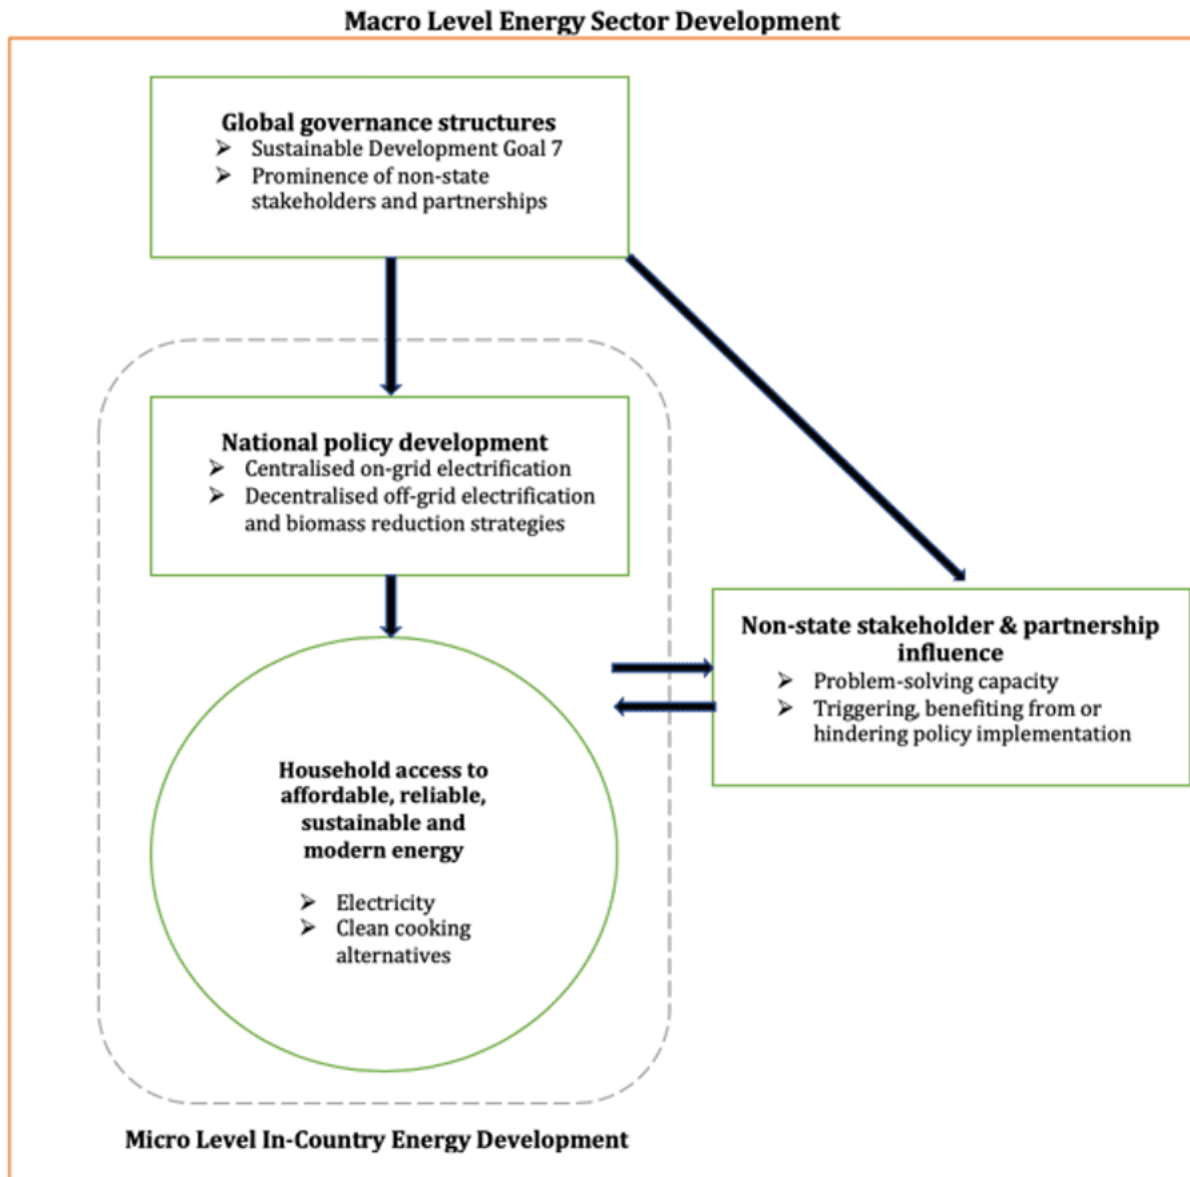 Macro Level Energy Sector Development
Global governance structures
➢ Sustainable Development Goal 7
➢ Prominence of non-state
stakeholders and partnerships
National policy development
➢ Centralised on-grid electrification
➢ Decentralised off-grid electrification
and biomass reduction strategies
Non-state stakeholder & partnership
influence
➢ Problem-solving capacity
➢ Triggering, benefiting from or
hindering policy implementation
Household access to
affordable, reliable,
sustainable and
modern energy
➢ Electricity
➢ Clean cooking
alternatives
Micro Level In-Country Energy Development